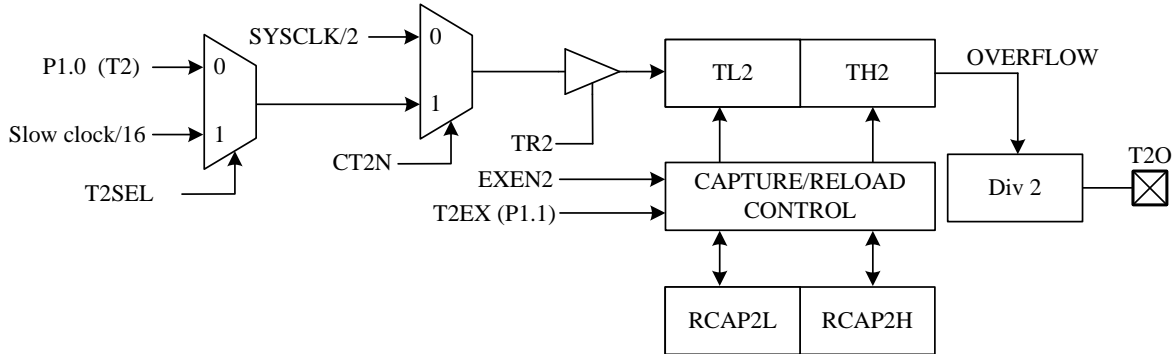 SYSCLK/2
0
P1.0 (T2)
0
TL2
TH2
OVERFLOW
1
Slow clock/16
1
TR2
CT2N
T2SEL
EXEN2
T2EX (P1.1)
CAPTURE/RELOAD
CONTROL
Div 2
T2O
RCAP2L
RCAP2H